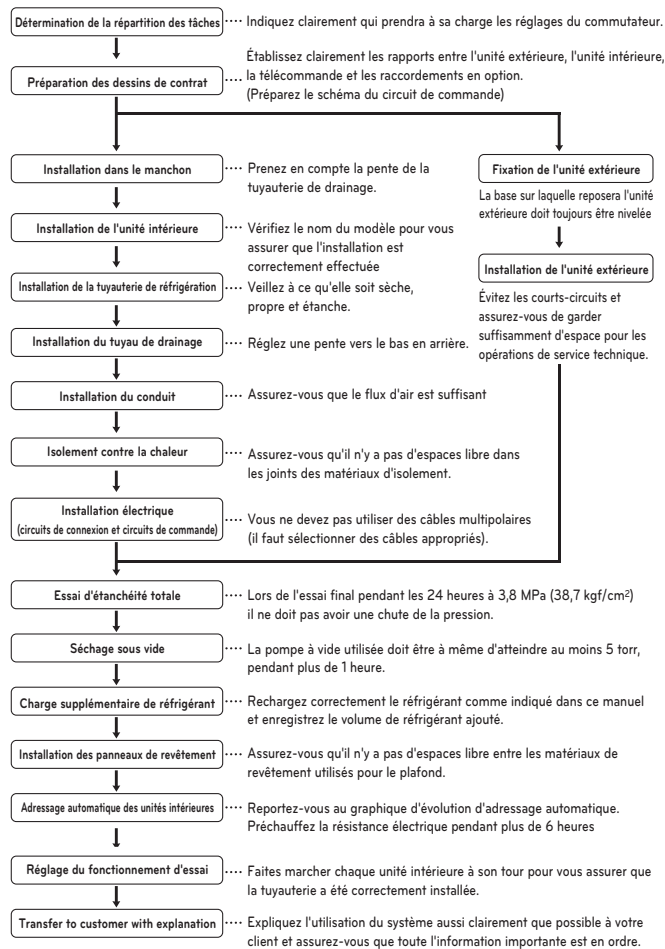 Détermination de la répartition des tâches
···· Indiquez clairement qui prendra à sa charge les réglages du commutateur.
Préparation des dessins de contrat
Établissez clairement les rapports entre l'unité extérieure, l'unité intérieure,
···· la télécommande et les raccordements en option.
(Préparez le schéma du circuit de commande)
Installation dans le manchon
···· Prenez en compte la pente de la
tuyauterie de drainage.
Installation de l'unité intérieure
···· Vérifiez le nom du modèle pour vous
assurer que l'installation est
correctement effectuée
Installation de la tuyauterie de réfrigération
···· Veillez à ce qu'elle soit sèche,
propre et étanche.
Installation du tuyau de drainage
···· Réglez une pente vers le bas en arrière.
Installation du conduit
···· Assurez-vous que le flux d'air est suffisant
Isolement contre la chaleur
···· Assurez-vous qu'il n'y a pas d'espaces libre dans
les joints des matériaux d'isolement.
Installation électrique
(circuits de connexion et circuits de commande)
···· Vous ne devez pas utiliser des câbles multipolaires
(il faut sélectionner des câbles appropriés).
Fixation de l'unité extérieure
La base sur laquelle reposera l'unité
extérieure doit toujours être nivelée
Installation de l'unité extérieure
Évitez les courts-circuits et
assurez-vous de garder
suffisamment d'espace pour les
opérations de service technique.
Essai d'étanchéité totale
···· Lors de l'essai final pendant les 24 heures à 3,8 MPa (38,7 kgf/cm²)
il ne doit pas avoir une chute de la pression.
Séchage sous vide
···· La pompe à vide utilisée doit être à même d'atteindre au moins 5 torr,
pendant plus de 1 heure.
Charge supplémentaire de réfrigérant
···· Rechargez correctement le réfrigérant comme indiqué dans ce manuel
et enregistrez le volume de réfrigérant ajouté.
Installation des panneaux de revêtement
···· Assurez-vous qu'il n'y a pas d'espaces libre entre les matériaux de
revêtement utilisés pour le plafond.
Adressage automatique des unités intérieures
···· Reportez-vous au graphique d'évolution d'adressage automatique.
Préchauffez la résistance électrique pendant plus de 6 heures
Réglage du fonctionnement d'essai
···· Faites marcher chaque unité intérieure à son tour pour vous assurer que
la tuyauterie a été correctement installée.
Transfer to customer with explanation
···· Expliquez l'utilisation du système aussi clairement que possible à votre
client et assurez-vous que toute l'information importante est en ordre.